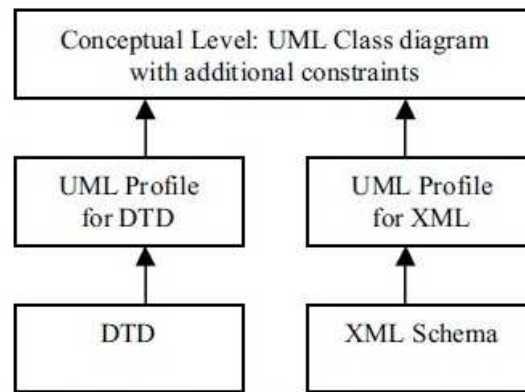 Conceptual Level: UML Class diagram
with additional constraints
UML Profile
for DTD
UML Profile
for XML
DTD
XML Schema